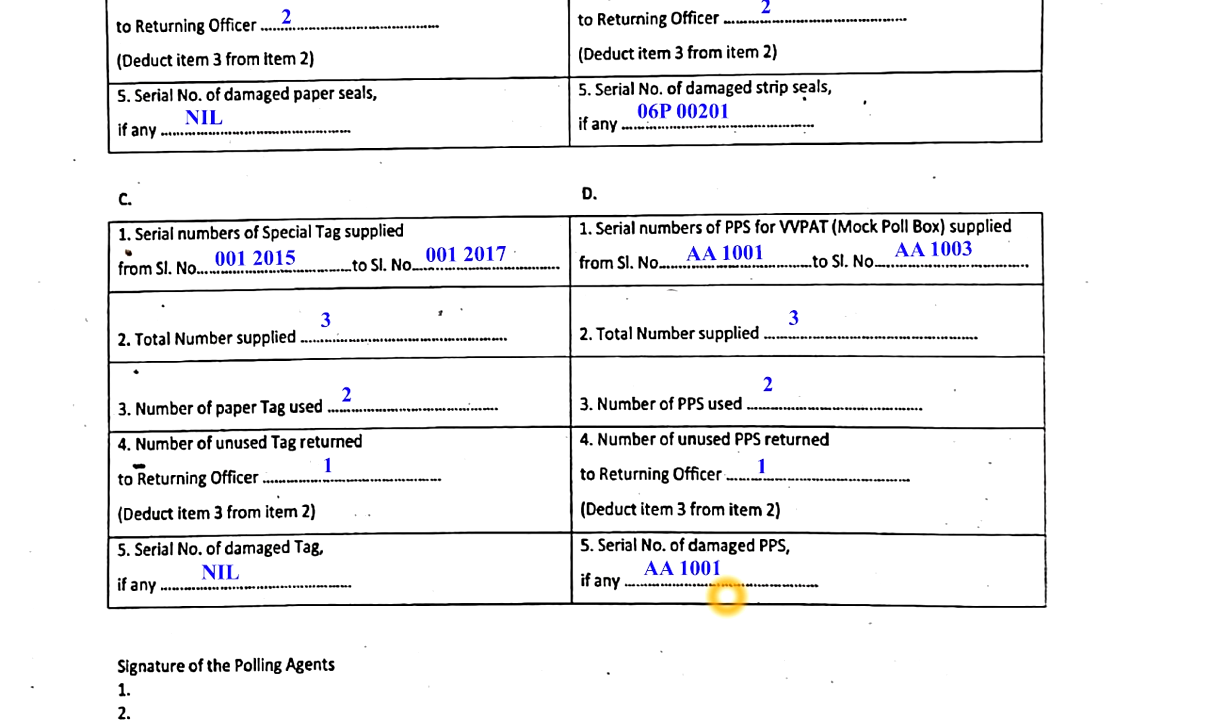 to Returning Officer ........2........
(Deduct item 3 from Item 2)
to Returning Officer ........2........
(Deduct item 3 from item 2)
5. Serial No. of damaged paper seals,
if any ........NIL........
5. Serial No. of damaged strip seals,
if any ........06P 00201........
C.
D.
1. Serial numbers of Special Tag supplied
from Sl. No........001 2015........to Sl. No........001 2017........
1. Serial numbers of PPS for VVPAT (Mock Poll Box) supplied
from Sl. No........AA 1001........to Sl. No........AA 1003........
2. Total Number supplied ........3........
2. Total Number supplied ........3........
3. Number of paper Tag used ........2........
3. Number of PPS used ........2........
4. Number of unused Tag returned
to Returning Officer ........1........
(Deduct item 3 from item 2)
4. Number of unused PPS returned
to Returning Officer ........1........
(Deduct item 3 from item 2)
5. Serial No. of damaged Tag,
if any ........NIL........
5. Serial No. of damaged PPS,
if any ........AA 1001........
Signature of the Polling Agents
1.
2.